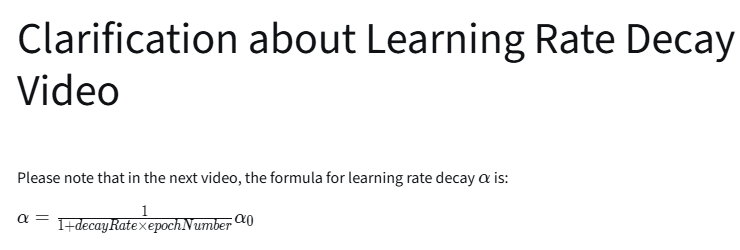 Clarification about Learning Rate Decay
Video
Please note that in the next video, the formula for learning rate decay α is:
α = 1/(1+decayRate×epochNumber) α₀